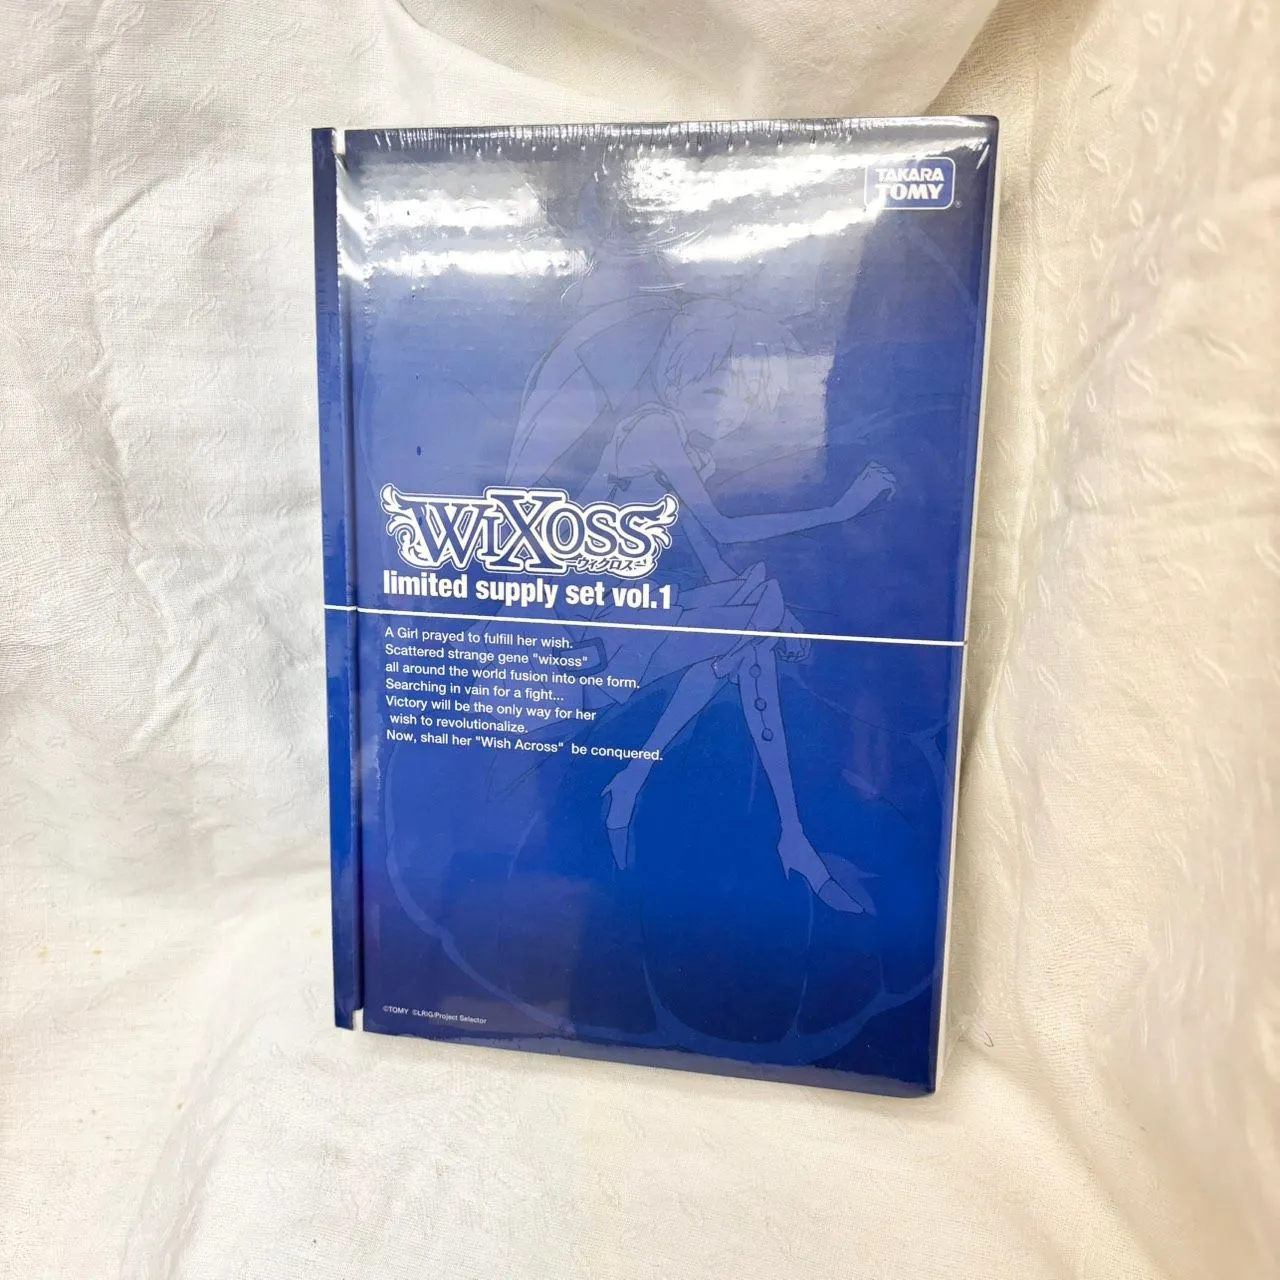 TAKARA
TOMY
WIXOSS
ウィクロス
limited supply set vol.1
A Girl prayed to fulfill her wish.
Scattered strange gene "wixoss"
all around the world fusion into one form.
Searching in vain for a fight...
Victory will be the only way for her
wish to revolutionalize.
Now, shall her "Wish Across" be conquered.
©TOMY ©LRIG/Project Selector